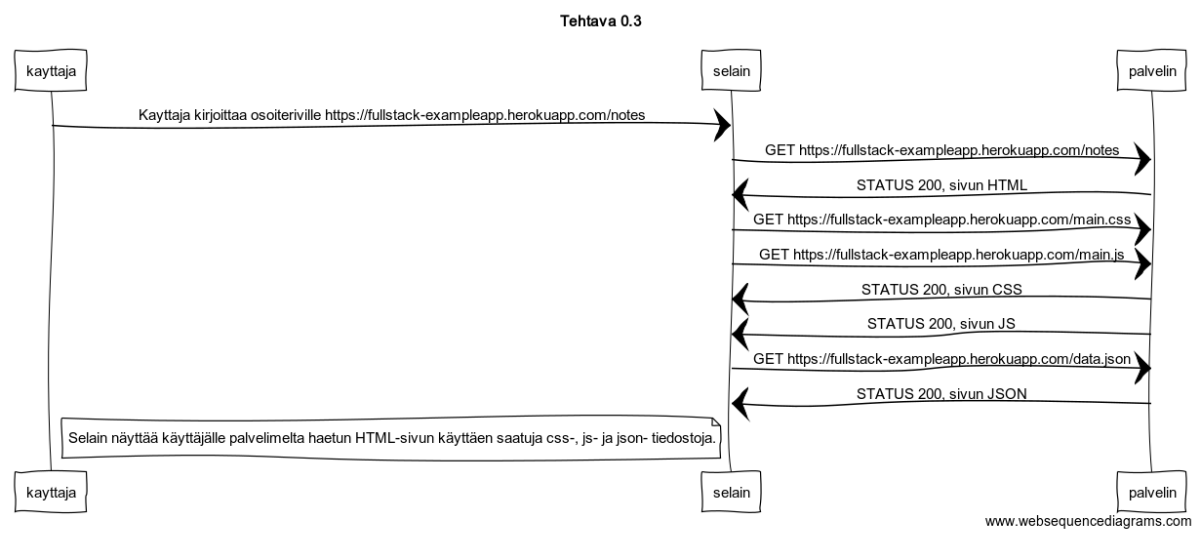 Tehtava 0.3
kayttaja
selain
palvelin
Kayttaja kirjoittaa osoiteriville https://fullstack-exampleapp.herokuapp.com/notes
GET https://fullstack-exampleapp.herokuapp.com/notes
STATUS 200, sivun HTML
GET https://fullstack-exampleapp.herokuapp.com/main.css
GET https://fullstack-exampleapp.herokuapp.com/main.js
STATUS 200, sivun CSS
STATUS 200, sivun JS
GET https://fullstack-exampleapp.herokuapp.com/data.json
STATUS 200, sivun JSON
Selain näyttää käyttäjälle palvelimelta haetun HTML-sivun käyttäen saatuja css-, js- ja json- tiedostoja.
kayttaja
selain
palvelin
www.websequencediagrams.com